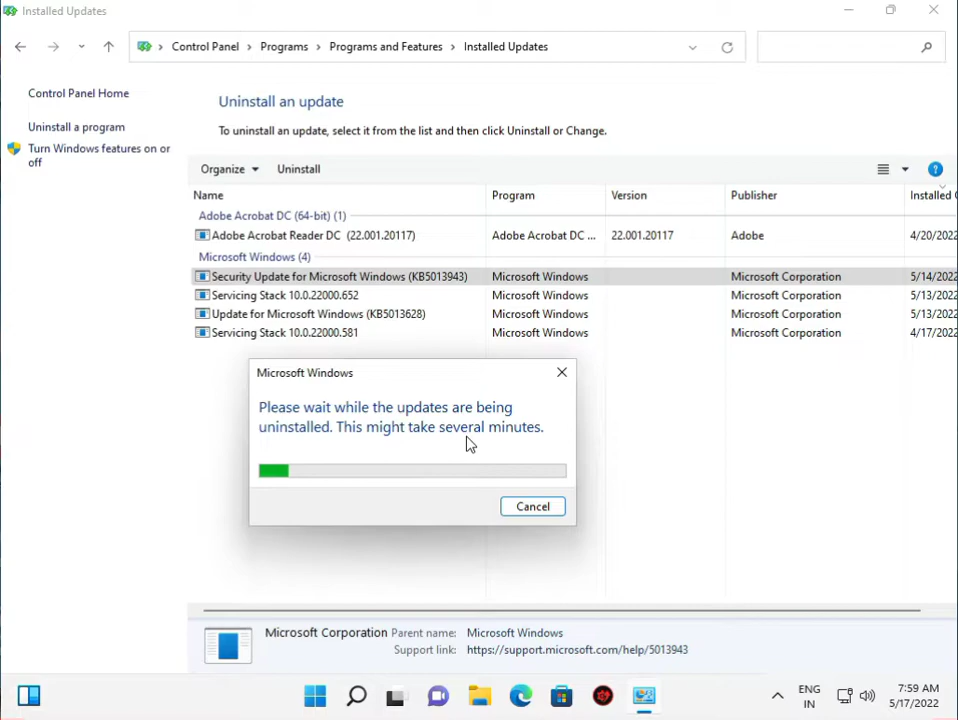 Installed Updates
Control Panel > Programs > Programs and Features > Installed Updates
Control Panel Home
Uninstall a program
Turn Windows features on or
off
Uninstall an update
To uninstall an update, select it from the list and then click Uninstall or Change.
Organize Uninstall
Name Program Version Publisher Installed
Adobe Acrobat DC (64-bit) (1)
Adobe Acrobat Reader DC (22.001.20117) Adobe Acrobat DC ... 22.001.20117 Adobe 4/20/2022
Microsoft Windows (4)
Security Update for Microsoft Windows (KB5013943) Microsoft Windows Microsoft Corporation 5/14/2022
Servicing Stack 10.0.22000.652 Microsoft Windows Microsoft Corporation 5/13/2022
Update for Microsoft Windows (KB5013628) Microsoft Windows Microsoft Corporation 5/13/2022
Servicing Stack 10.0.22000.581 Microsoft Windows Microsoft Corporation 4/17/2022
Microsoft Windows
Please wait while the updates are being
uninstalled. This might take several minutes.
Cancel
Microsoft Corporation Parent name: Microsoft Windows
Support link: https://support.microsoft.com/help/5013943
ENG 7:59 AM
IN 5/17/2022